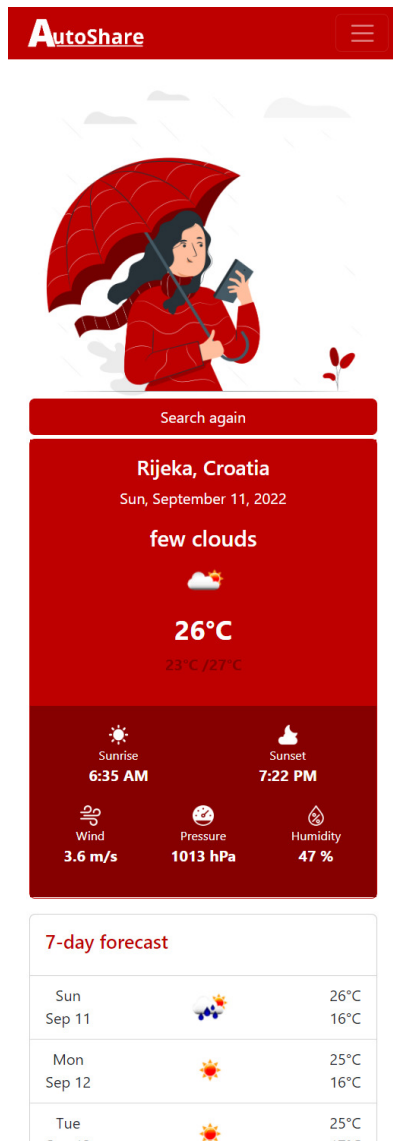 AutoShare
Search again
Rijeka, Croatia
Sun, September 11, 2022
few clouds
26°C
23°C /27°C
Sunrise
Sunset
6:35 AM
7:22 PM
Wind
Pressure
Humidity
3.6 m/s
1013 hPa
47 %
7-day forecast
Sun
26°C
Sep 11
16°C
Mon
25°C
Sep 12
16°C
Tue
25°C